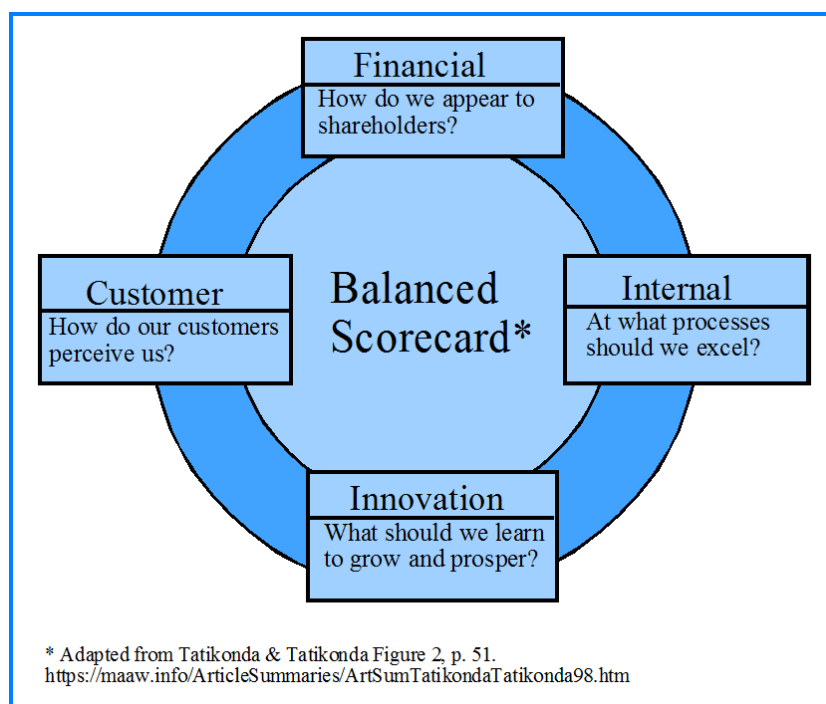 Financial
How do we appear to
shareholders?
Customer
How do our customers
perceive us?
Balanced
Scorecard*
Internal
At what processes
should we excel?
Innovation
What should we learn
to grow and prosper?
* Adapted from Tatikonda & Tatikonda Figure 2, p. 51.
https://maaw.info/ArticleSummaries/ArtSumTatikondaTatikonda98.htm